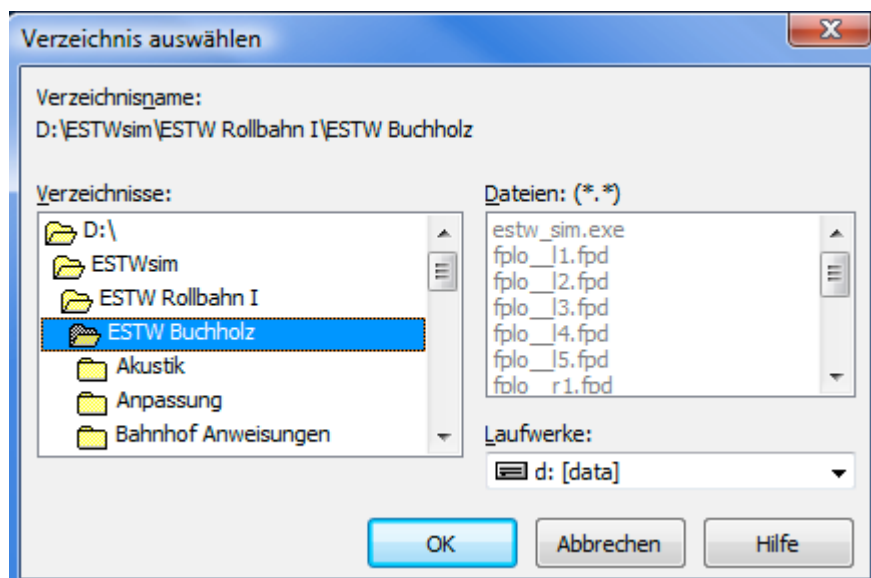 Verzeichnis auswählen
Verzeichnisname:
D:\ESTWsim\ESTW Rollbahn I\ESTW Buchholz
Verzeichnisse:
D:\
ESTWsim
ESTW Rollbahn I
ESTW Buchholz
Akustik
Anpassung
Bahnhof Anweisungen
Dateien: (*.*)
estw_sim.exe
fplo__l1.fpd
fplo__l2.fpd
fplo__l3.fpd
fplo__l4.fpd
fplo__l5.fpd
fplo__r1.fpd
Laufwerke:
d: [data]
OK
Abbrechen
Hilfe